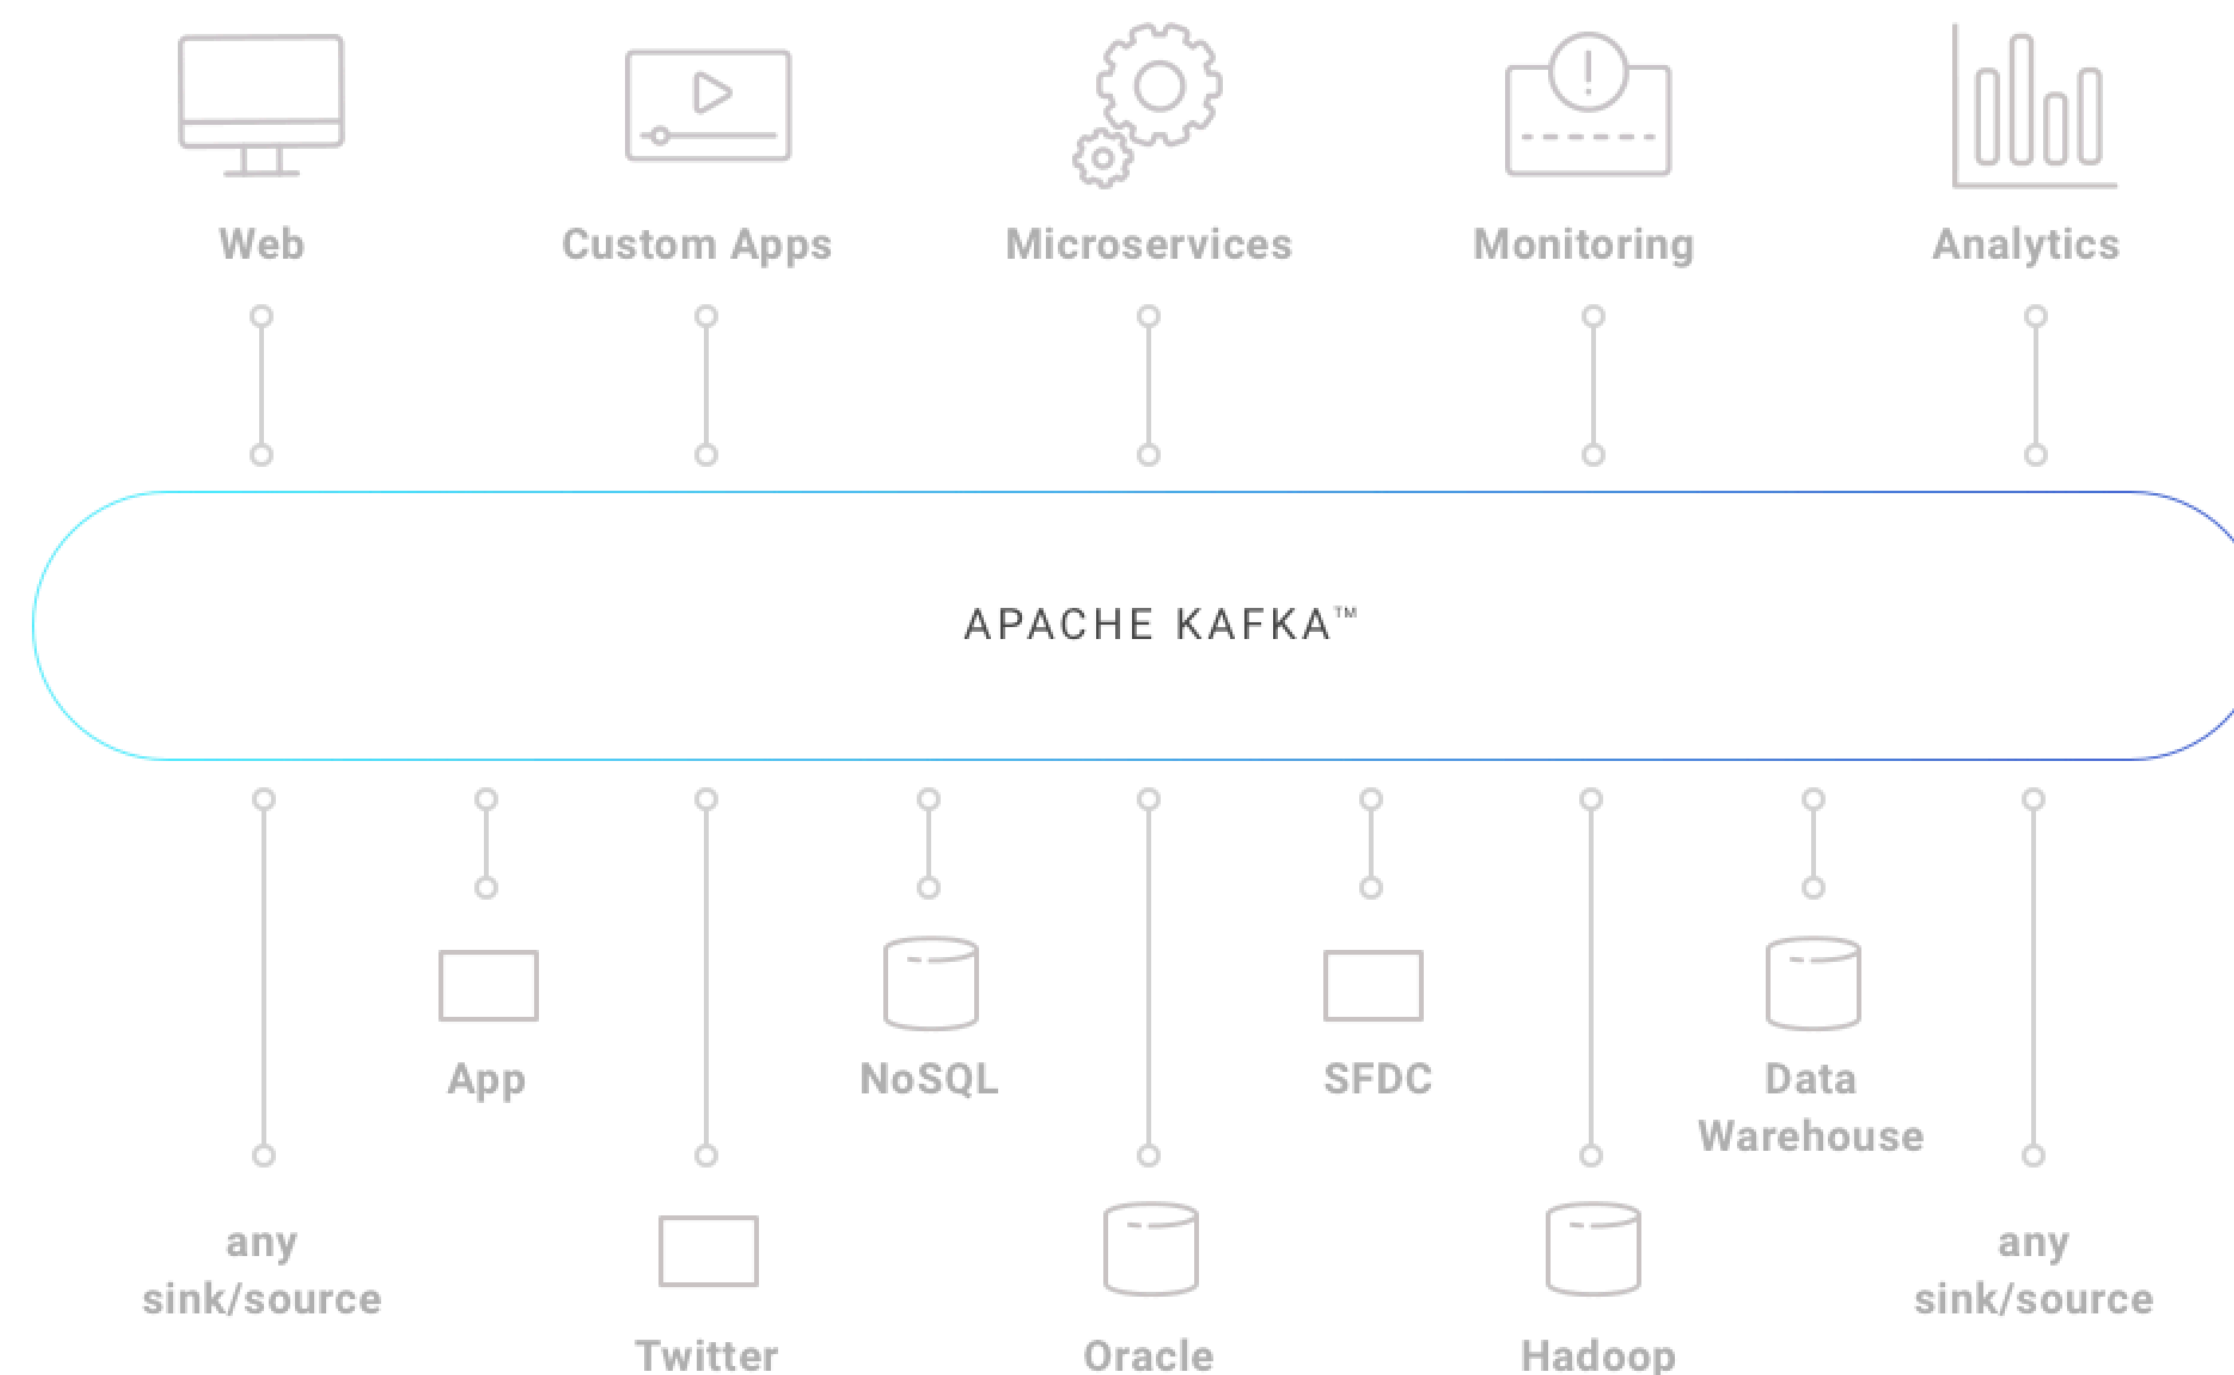 Web
Custom Apps
Microservices
Monitoring
Analytics
APACHE KAFKA™
App
NoSQL
SFDC
Data
Warehouse
any
sink/source
Twitter
Oracle
Hadoop
any
sink/source